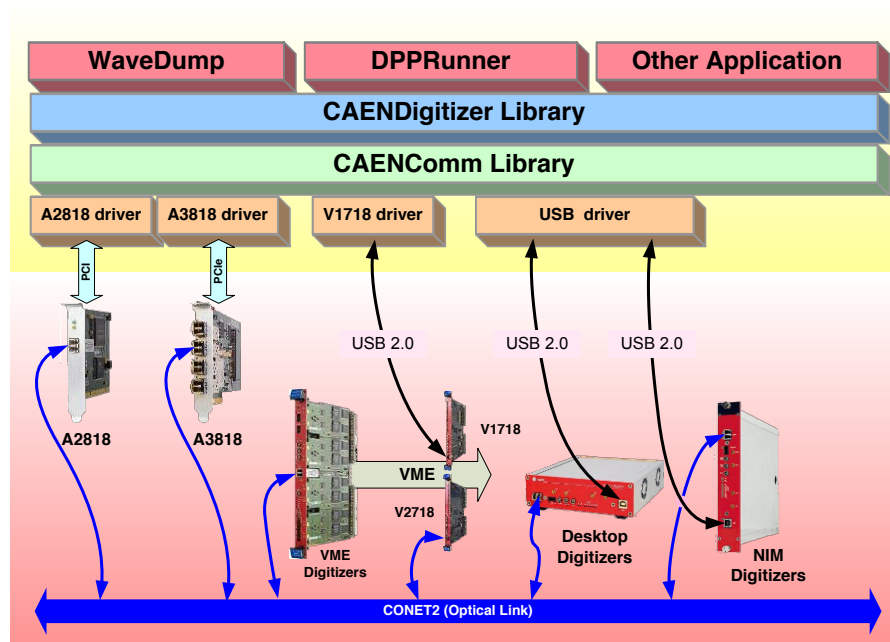 WaveDump
DPPRunner
Other Application
CAENDigitizer Library
CAENComm Library
A2818 driver
A3818 driver
V1718 driver
USB driver
PCI
PCIe
USB 2.0
USB 2.0
USB 2.0
A2818
A3818
V1718
VME
V2718
VME
Digitizers
Desktop
Digitizers
NIM
Digitizers
CONET2 (Optical Link)